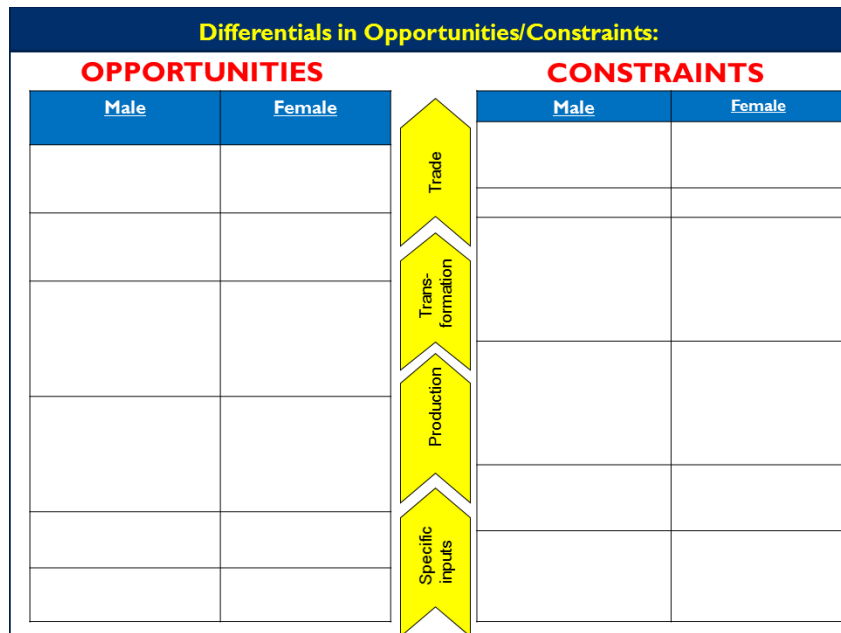 Differentials in Opportunities/Constraints:
OPPORTUNITIES
CONSTRAINTS
Male
Female
Male
Female
Trade
Trans-
formation
Production
Specific
inputs